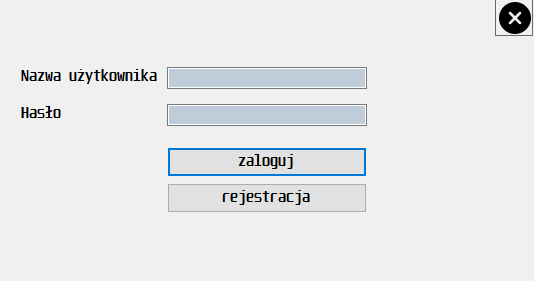 Nazwa użytkownika
Hasło
zaloguj
rejestracja